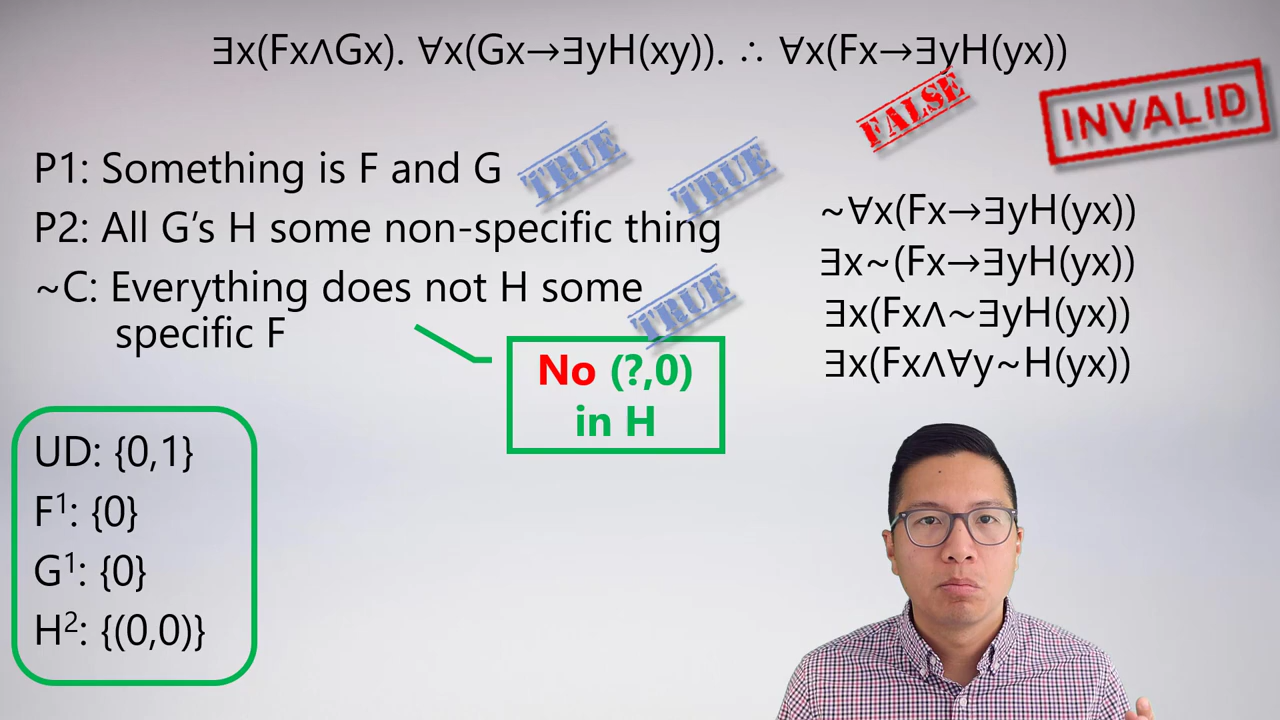 ∃x(Fx∧Gx). ∀x(Gx→∃yH(xy)). ∴ ∀x(Fx→∃yH(yx))
FALSE
INVALID
P1: Something is F and G
TRUE
P2: All G's H some non-specific thing
TRUE
~C: Everything does not H some
specific F
TRUE
No (?,0)
in H
~∀x(Fx→∃yH(yx))
∃x~(Fx→∃yH(yx))
∃x(Fx∧~∃yH(yx))
∃x(Fx∧∀y~H(yx))
UD: {0,1}
F¹: {0}
G¹: {0}
H²: {(0,0)}